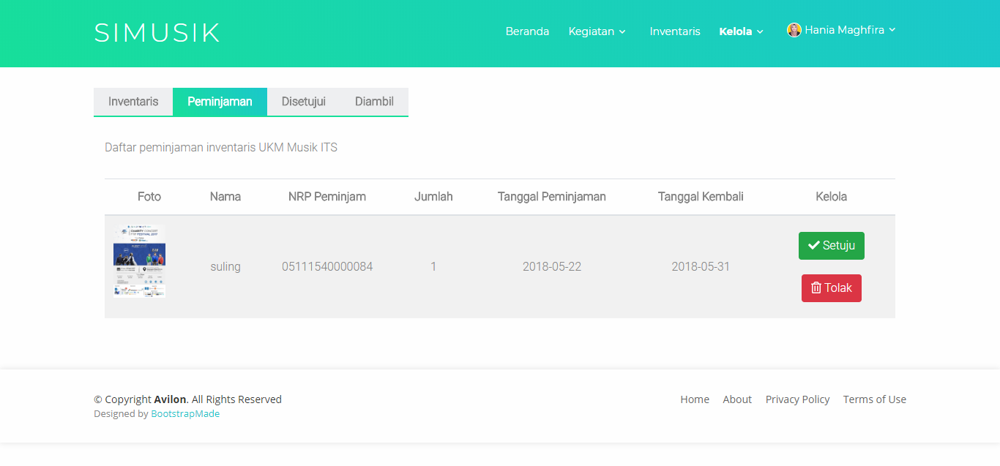 SIMUSIK
Beranda Kegiatan Inventaris Kelola Hania Maghfira
Inventaris Peminjaman Disetujui Diambil
Daftar peminjaman inventaris UKM Musik ITS
Foto Nama NRP Peminjam Jumlah Tanggal Peminjaman Tanggal Kembali Kelola
CHARITY CONCERT
suling 05111540000084 1 2018-05-22 2018-05-31
Setuju
Tolak
© Copyright Avilon. All Rights Reserved
Designed by BootstrapMade
Home About Privacy Policy Terms of Use